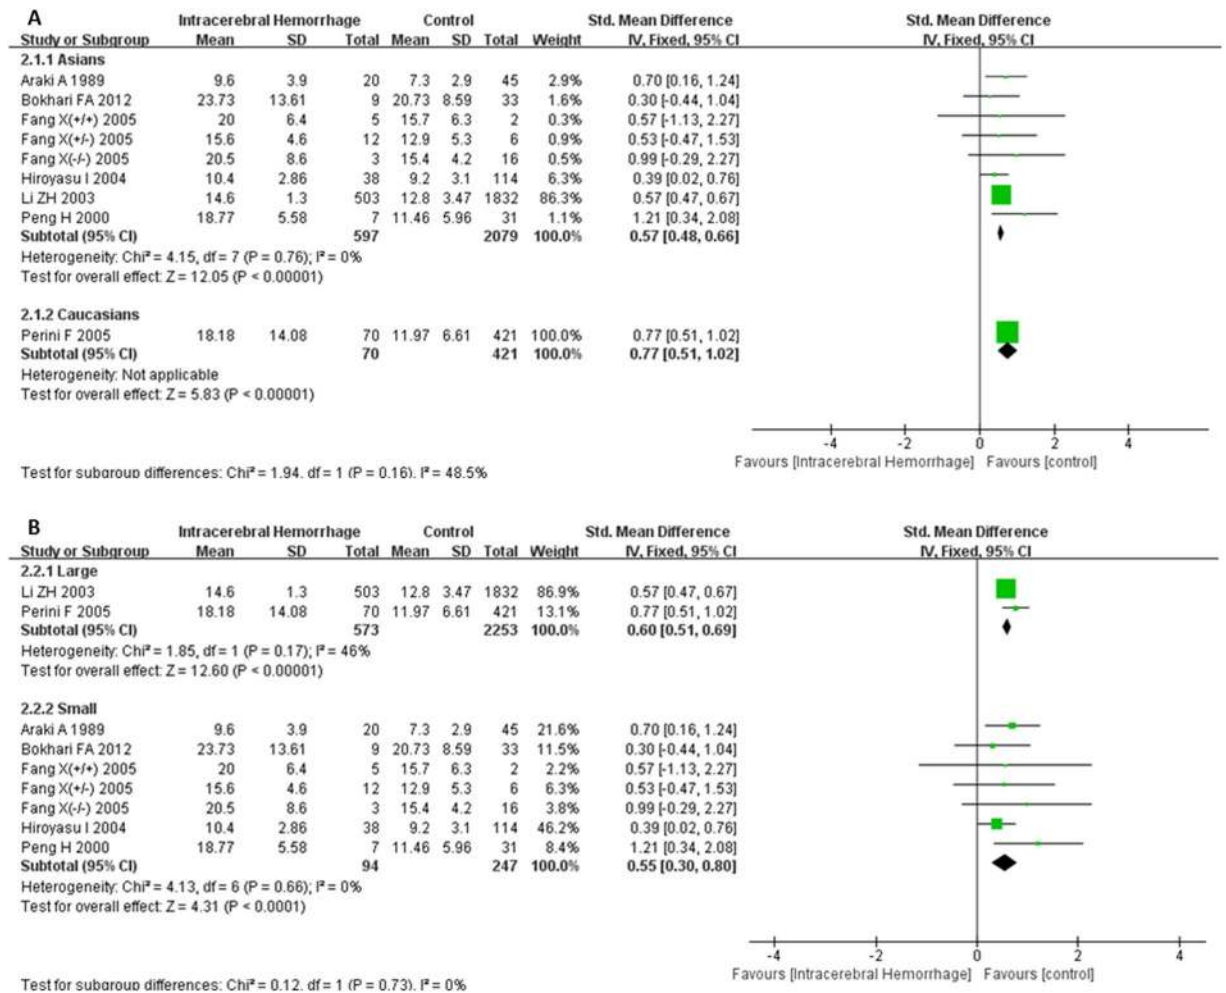 A
Intracerebral Hemorrhage Control Std. Mean Difference Std. Mean Difference
Study or Subgroup Mean SD Total Mean SD Total Weight IV, Fixed, 95% CI IV, Fixed, 95% CI
2.1.1 Asians
Araki A 1989 9.6 3.9 20 7.3 2.9 45 2.9% 0.70 [0.16, 1.24]
Bokhari FA 2012 23.73 13.61 9 20.73 8.59 33 1.6% 0.30 [-0.44, 1.04]
Fang X(+/+) 2005 20 6.4 5 15.7 6.3 2 0.3% 0.57 [-1.13, 2.27]
Fang X(+/-) 2005 15.6 4.6 12 12.9 5.3 6 0.9% 0.53 [-0.47, 1.53]
Fang X(-/-) 2005 20.5 8.6 3 15.4 4.2 16 0.5% 0.99 [-0.29, 2.27]
Hiroyasu I 2004 10.4 2.86 38 9.2 3.1 114 6.3% 0.39 [0.02, 0.76]
Li ZH 2003 14.6 1.3 503 12.8 3.47 1832 86.3% 0.57 [0.47, 0.67]
Peng H 2000 18.77 5.58 7 11.46 5.96 31 1.1% 1.21 [0.34, 2.08]
Subtotal (95% CI) 597 2079 100.0% 0.57 [0.48, 0.66]
Heterogeneity: Chi² = 4.15, df = 7 (P = 0.76); I² = 0%
Test for overall effect: Z = 12.05 (P < 0.00001)
2.1.2 Caucasians
Perini F 2005 18.18 14.08 70 11.97 6.61 421 100.0% 0.77 [0.51, 1.02]
Subtotal (95% CI) 70 421 100.0% 0.77 [0.51, 1.02]
Heterogeneity: Not applicable
Test for overall effect: Z = 5.83 (P < 0.00001)
-4 -2 0 2 4
Favours [Intracerebral Hemorrhage] Favours [control]
Test for subgroup differences: Chi² = 1.94. df = 1 (P = 0.16). I² = 48.5%
B
Intracerebral Hemorrhage Control Std. Mean Difference Std. Mean Difference
Study or Subgroup Mean SD Total Mean SD Total Weight IV, Fixed, 95% CI IV, Fixed, 95% CI
2.2.1 Large
Li ZH 2003 14.6 1.3 503 12.8 3.47 1832 86.9% 0.57 [0.47, 0.67]
Perini F 2005 18.18 14.08 70 11.97 6.61 421 13.1% 0.77 [0.51, 1.02]
Subtotal (95% CI) 573 2253 100.0% 0.60 [0.51, 0.69]
Heterogeneity: Chi² = 1.85, df = 1 (P = 0.17); I² = 46%
Test for overall effect: Z = 12.60 (P < 0.00001)
2.2.2 Small
Araki A 1989 9.6 3.9 20 7.3 2.9 45 21.6% 0.70 [0.16, 1.24]
Bokhari FA 2012 23.73 13.61 9 20.73 8.59 33 11.5% 0.30 [-0.44, 1.04]
Fang X(+/+) 2005 20 6.4 5 15.7 6.3 2 2.2% 0.57 [-1.13, 2.27]
Fang X(+/-) 2005 15.6 4.6 12 12.9 5.3 6 6.3% 0.53 [-0.47, 1.53]
Fang X(-/-) 2005 20.5 8.6 3 15.4 4.2 16 3.8% 0.99 [-0.29, 2.27]
Hiroyasu I 2004 10.4 2.86 38 9.2 3.1 114 46.2% 0.39 [0.02, 0.76]
Peng H 2000 18.77 5.58 7 11.46 5.96 31 8.4% 1.21 [0.34, 2.08]
Subtotal (95% CI) 94 247 100.0% 0.55 [0.30, 0.80]
Heterogeneity: Chi² = 4.13, df = 6 (P = 0.66); I² = 0%
Test for overall effect: Z = 4.31 (P < 0.0001)
-4 -2 0 2 4
Favours [Intracerebral Hemorrhage] Favours [control]
Test for subgroup differences: Chi² = 0.12. df = 1 (P = 0.73). I² = 0%